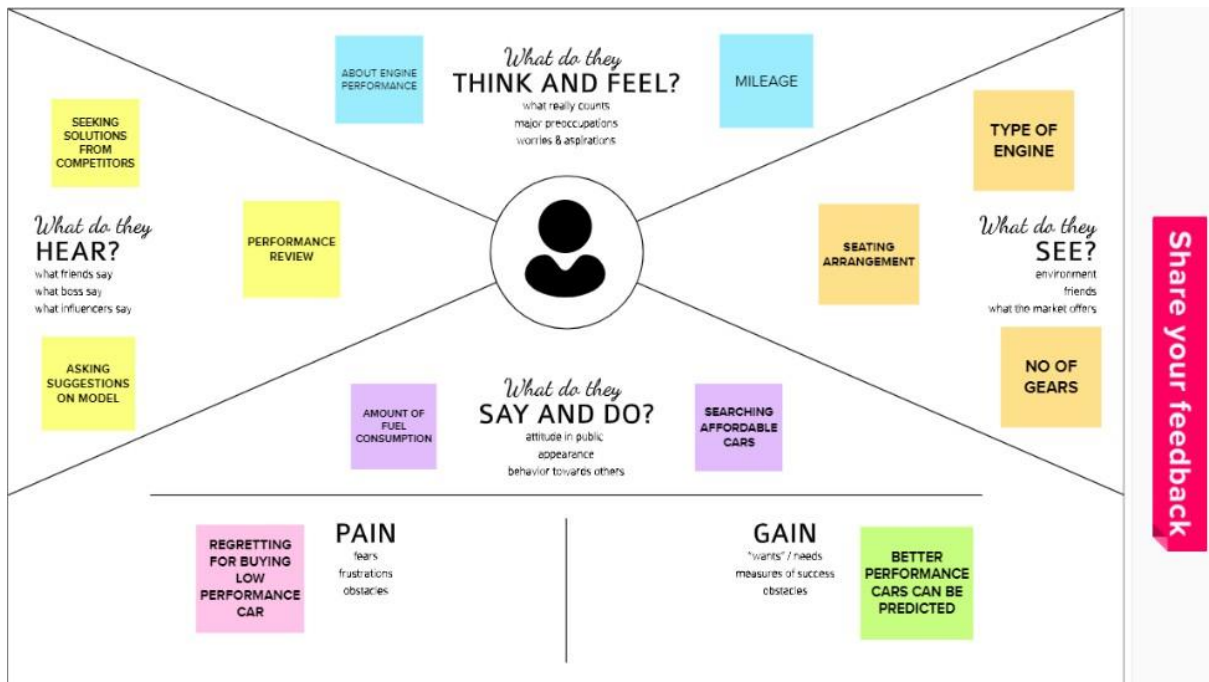 What do they
THINK AND FEEL?
what really counts
major preoccupations
worries & aspirations
ABOUT ENGINE
PERFORMANCE
MILEAGE
What do they
HEAR?
what friends say
what boss say
what influencers say
SEEKING
SOLUTIONS
FROM
COMPETITORS
PERFORMANCE
REVIEW
ASKING
SUGGESTIONS
ON MODEL
What do they
SEE?
environment
friends
what the market offers
TYPE OF
ENGINE
SEATING
ARRANGEMENT
NO OF
GEARS
What do they
SAY AND DO?
attitude in public
appearance
behavior towards others
AMOUNT OF
FUEL
CONSUMPTION
SEARCHING
AFFORDABLE
CARS
PAIN
fears
frustrations
obstacles
REGRETTING
FOR BUYING
LOW
PERFORMANCE
CAR
GAIN
"wants" / needs
measures of success
obstacles
BETTER
PERFORMANCE
CARS CAN BE
PREDICTED
Share your feedback